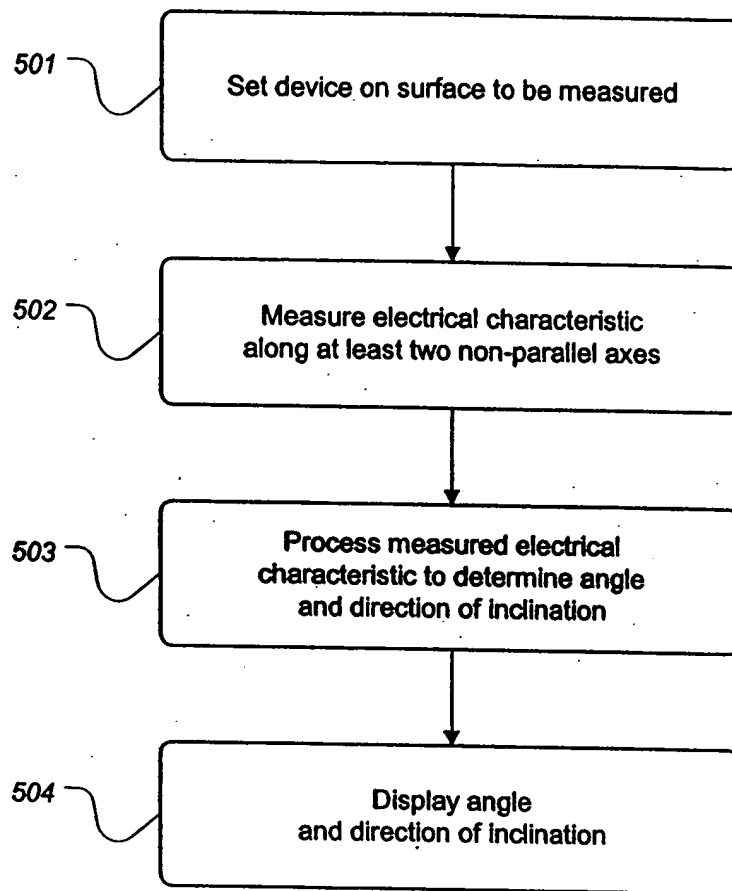 501
Set device on surface to be measured
502
Measure electrical characteristic
along at least two non-parallel axes
503
Process measured electrical
characteristic to determine angle
and direction of inclination
504
Display angle
and direction of inclination